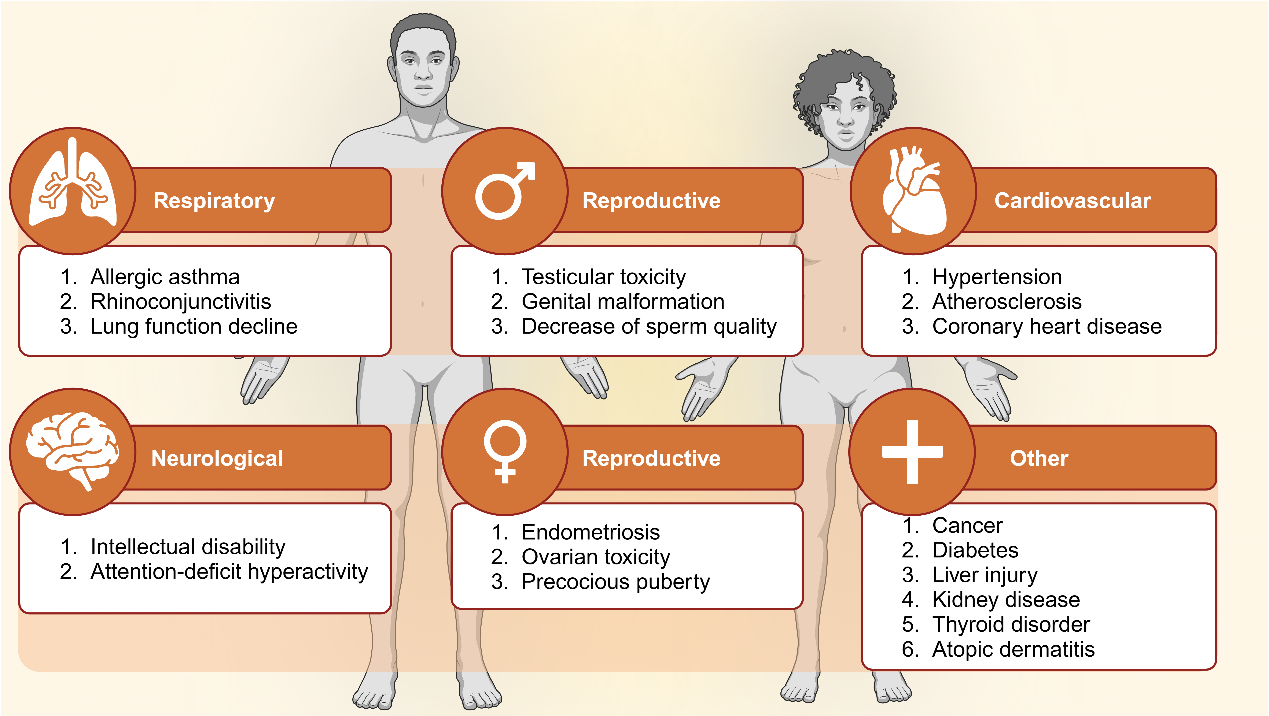 Respiratory
1. Allergic asthma
2. Rhinoconjunctivitis
3. Lung function decline
Reproductive
1. Testicular toxicity
2. Genital malformation
3. Decrease of sperm quality
Cardiovascular
1. Hypertension
2. Atherosclerosis
3. Coronary heart disease
Neurological
1. Intellectual disability
2. Attention-deficit hyperactivity
Reproductive
1. Endometriosis
2. Ovarian toxicity
3. Precocious puberty
Other
1. Cancer
2. Diabetes
3. Liver injury
4. Kidney disease
5. Thyroid disorder
6. Atopic dermatitis